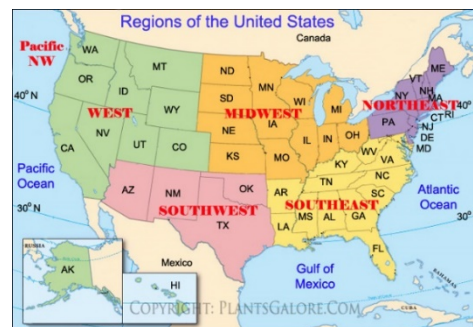 Regions of the United States
Canada
Pacific
NW
WA
MT
ND
MN
ME
VT
NH
OR
ID
SD
WI
MI
NY
MA
40° N
WY
NORTHEAST
40°
WEST
MIDWEST
CT
RI
IA
PA
NV
NE
NJ
IL
IN
OH
DE
UT
CO
MD
CA
KS
MO
WV
VA
KY
Pacific
Ocean
NC
TN
AZ
NM
OK
AR
SC
Atlantic
Ocean
SOUTHWEST
SOUTHEAST
MS
AL
GA
30° N
TX
LA
30°
RUSSIA
FL
AK
Mexico
Gulf of
Mexico
BAHAMAS
HI
CUBA
COPYRIGHT: PLANTSGALORE.COM